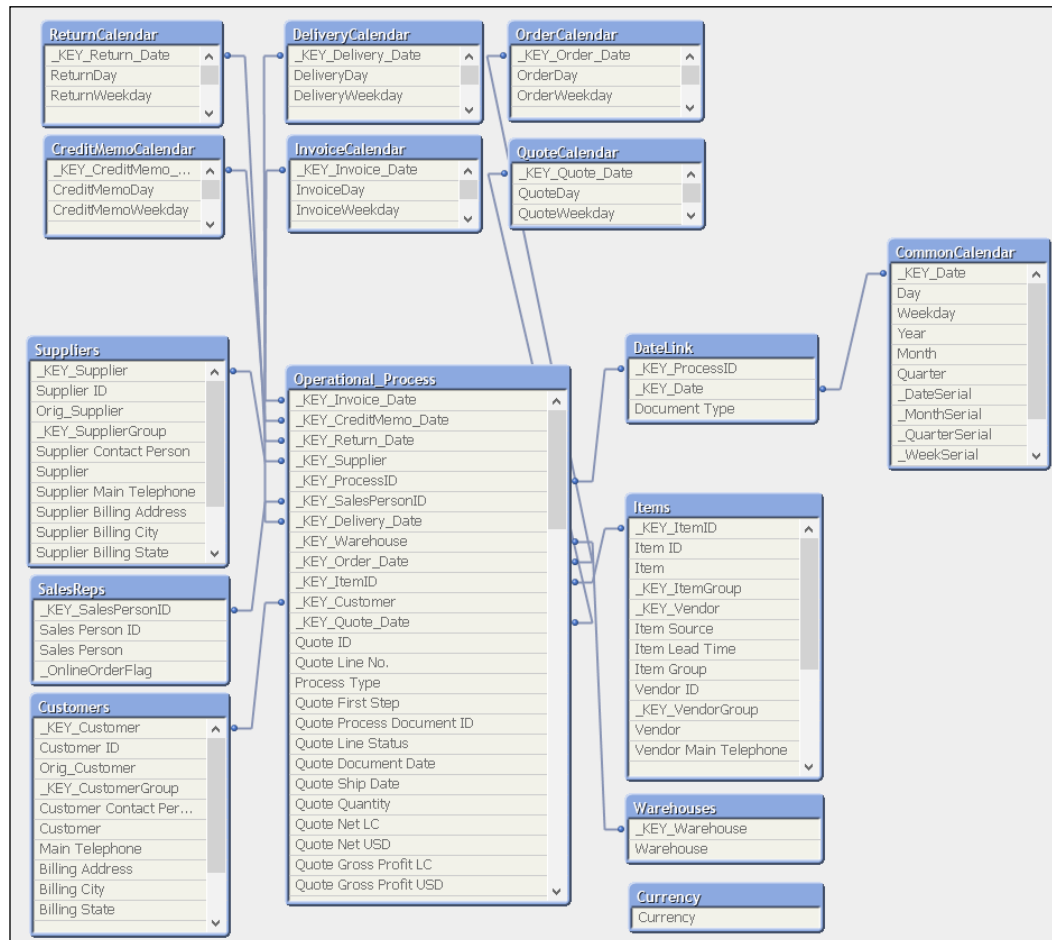 ReturnCalendar
_KEY_Return_Date
ReturnDay
ReturnWeekday
DeliveryCalendar
_KEY_Delivery_Date
DeliveryDay
DeliveryWeekday
OrderCalendar
_KEY_Order_Date
OrderDay
OrderWeekday
CreditMemoCalendar
_KEY_CreditMemo_...
CreditMemoDay
CreditMemoWeekday
InvoiceCalendar
_KEY_Invoice_Date
InvoiceDay
InvoiceWeekday
QuoteCalendar
_KEY_Quote_Date
QuoteDay
QuoteWeekday
CommonCalendar
_KEY_Date
Day
Weekday
Year
Month
Quarter
_DateSerial
_MonthSerial
_QuarterSerial
_WeekSerial
Suppliers
_KEY_Supplier
Supplier ID
Orig_Supplier
_KEY_SupplierGroup
Supplier Contact Person
Supplier
Supplier Main Telephone
Supplier Billing Address
Supplier Billing City
Supplier Billing State
SalesReps
_KEY_SalesPersonID
Sales Person ID
Sales Person
_OnlineOrderFlag
Customers
_KEY_Customer
Customer ID
Orig_Customer
_KEY_CustomerGroup
Customer Contact Per...
Customer
Main Telephone
Billing Address
Billing City
Billing State
Operational_Process
_KEY_Invoice_Date
_KEY_CreditMemo_Date
_KEY_Return_Date
_KEY_Supplier
_KEY_ProcessID
_KEY_SalesPersonID
_KEY_Delivery_Date
_KEY_Warehouse
_KEY_Order_Date
_KEY_ItemID
_KEY_Customer
_KEY_Quote_Date
Quote ID
Quote Line No.
Process Type
Quote First Step
Quote Process Document ID
Quote Line Status
Quote Document Date
Quote Ship Date
Quote Quantity
Quote Net LC
Quote Net USD
Quote Gross Profit LC
Quote Gross Profit USD
DateLink
_KEY_ProcessID
_KEY_Date
Document Type
Items
_KEY_ItemID
Item ID
Item
_KEY_ItemGroup
_KEY_Vendor
Item Source
Item Lead Time
Item Group
Vendor ID
_KEY_VendorGroup
Vendor
Vendor Main Telephone
Warehouses
_KEY_Warehouse
Warehouse
Currency
Currency